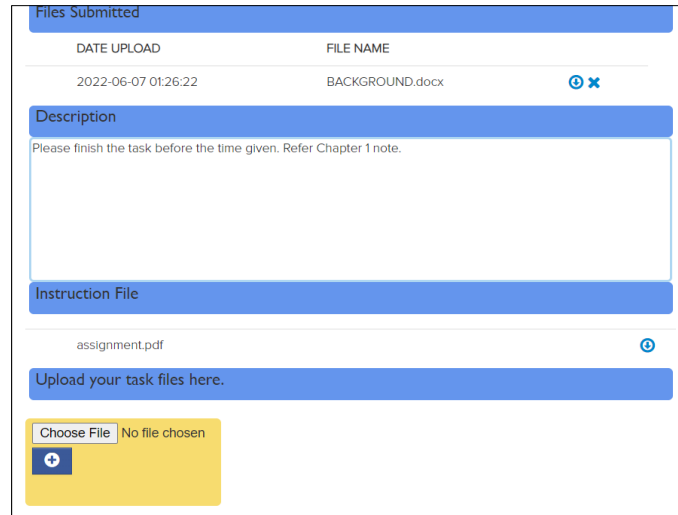 Files Submitted
DATE UPLOAD FILE NAME
2022-06-07 01:26:22 BACKGROUND.docx
Description
Please finish the task before the time given. Refer Chapter 1 note.
Instruction File
assignment.pdf
Upload your task files here.
Choose File No file chosen